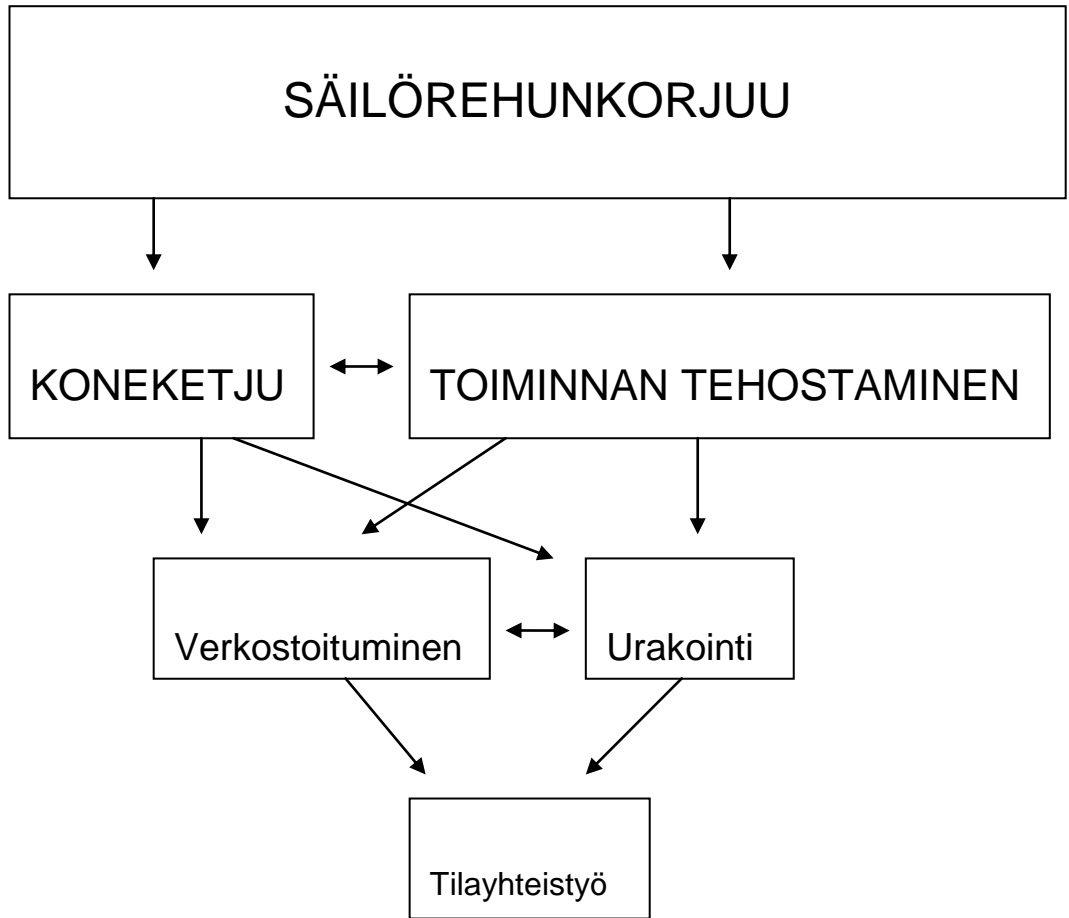 SÄILÖREHUNKORJUU
KONEKETJU
TOIMINNAN TEHOSTAMINEN
Verkostoituminen
Urakointi
Tilayhteistyö